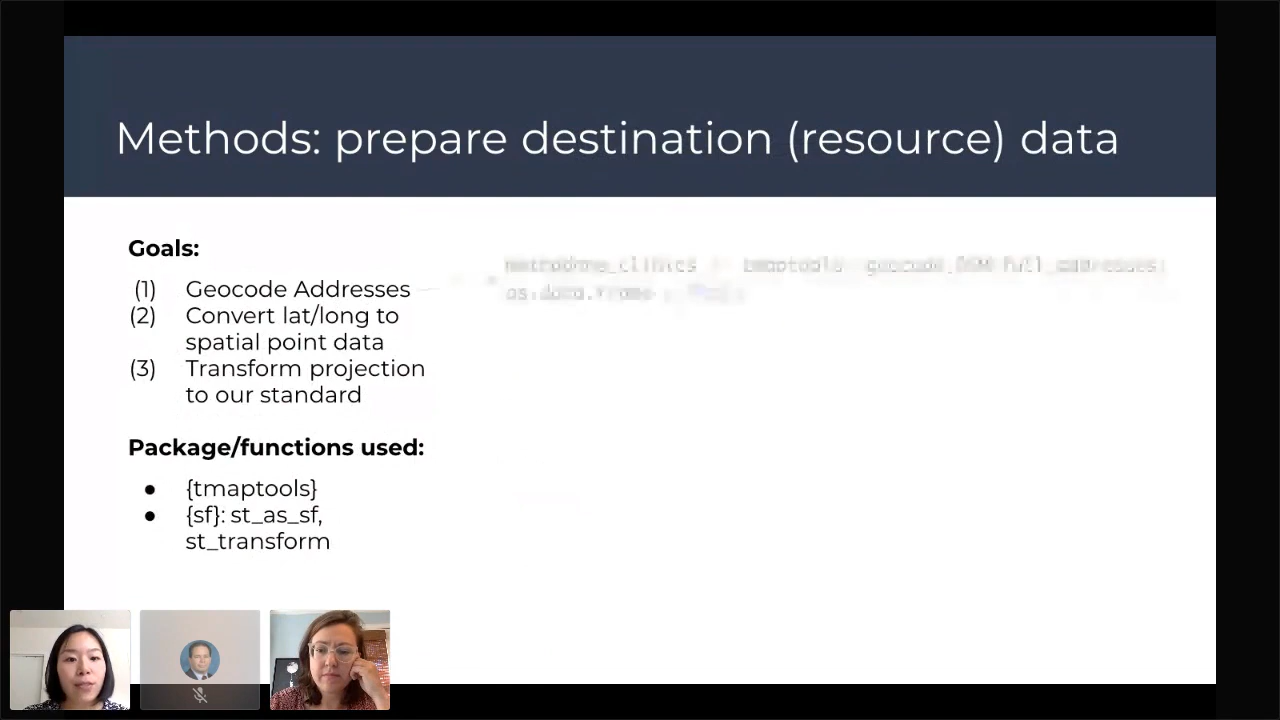 Methods: prepare destination (resource) data
Goals:
(1) Geocode Addresses
(2) Convert lat/long to
spatial point data
(3) Transform projection
to our standard
Package/functions used:
● {tmaptools}
● {sf}: st_as_sf,
st_transform